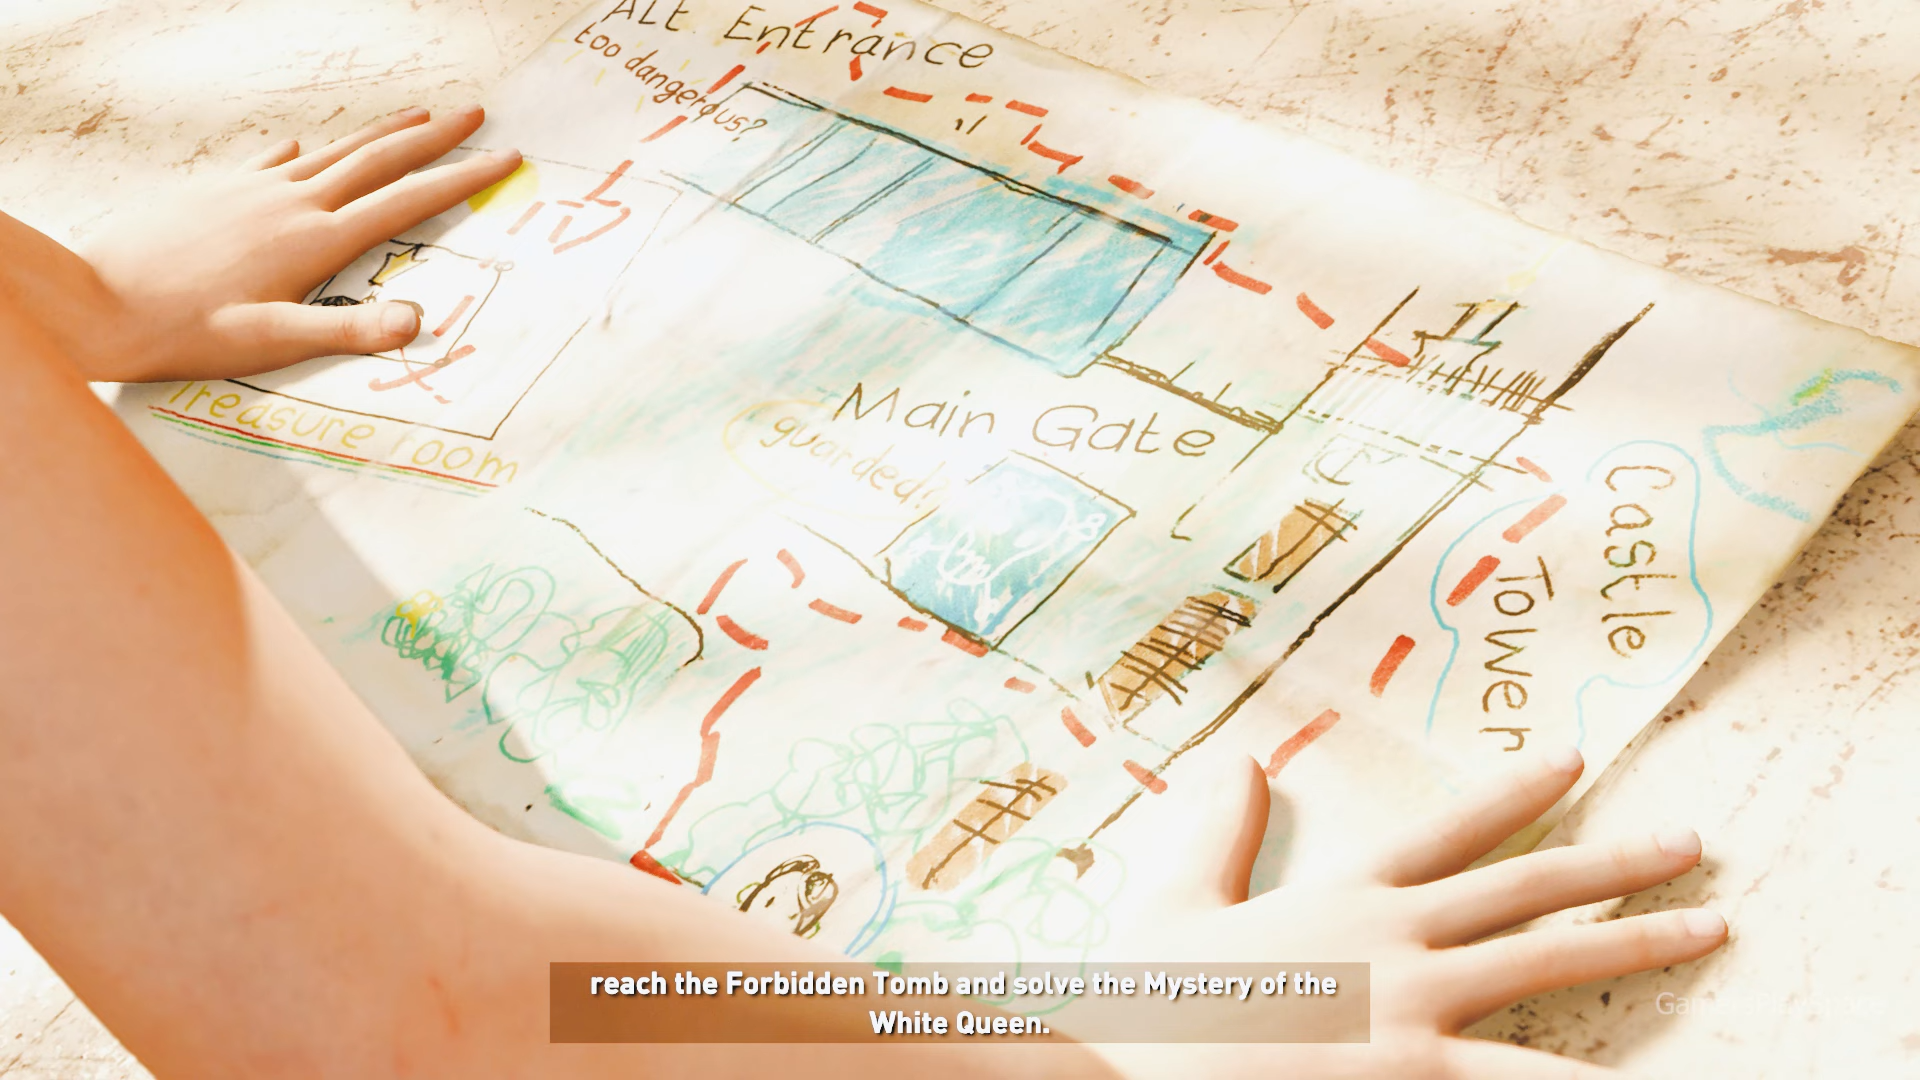 ALt. Entrance
too dangerous?
Main Gate
guarded?
Treasure room
Castle
Tower
reach the Forbidden Tomb and solve the Mystery of the
White Queen.
GamersPlayspace